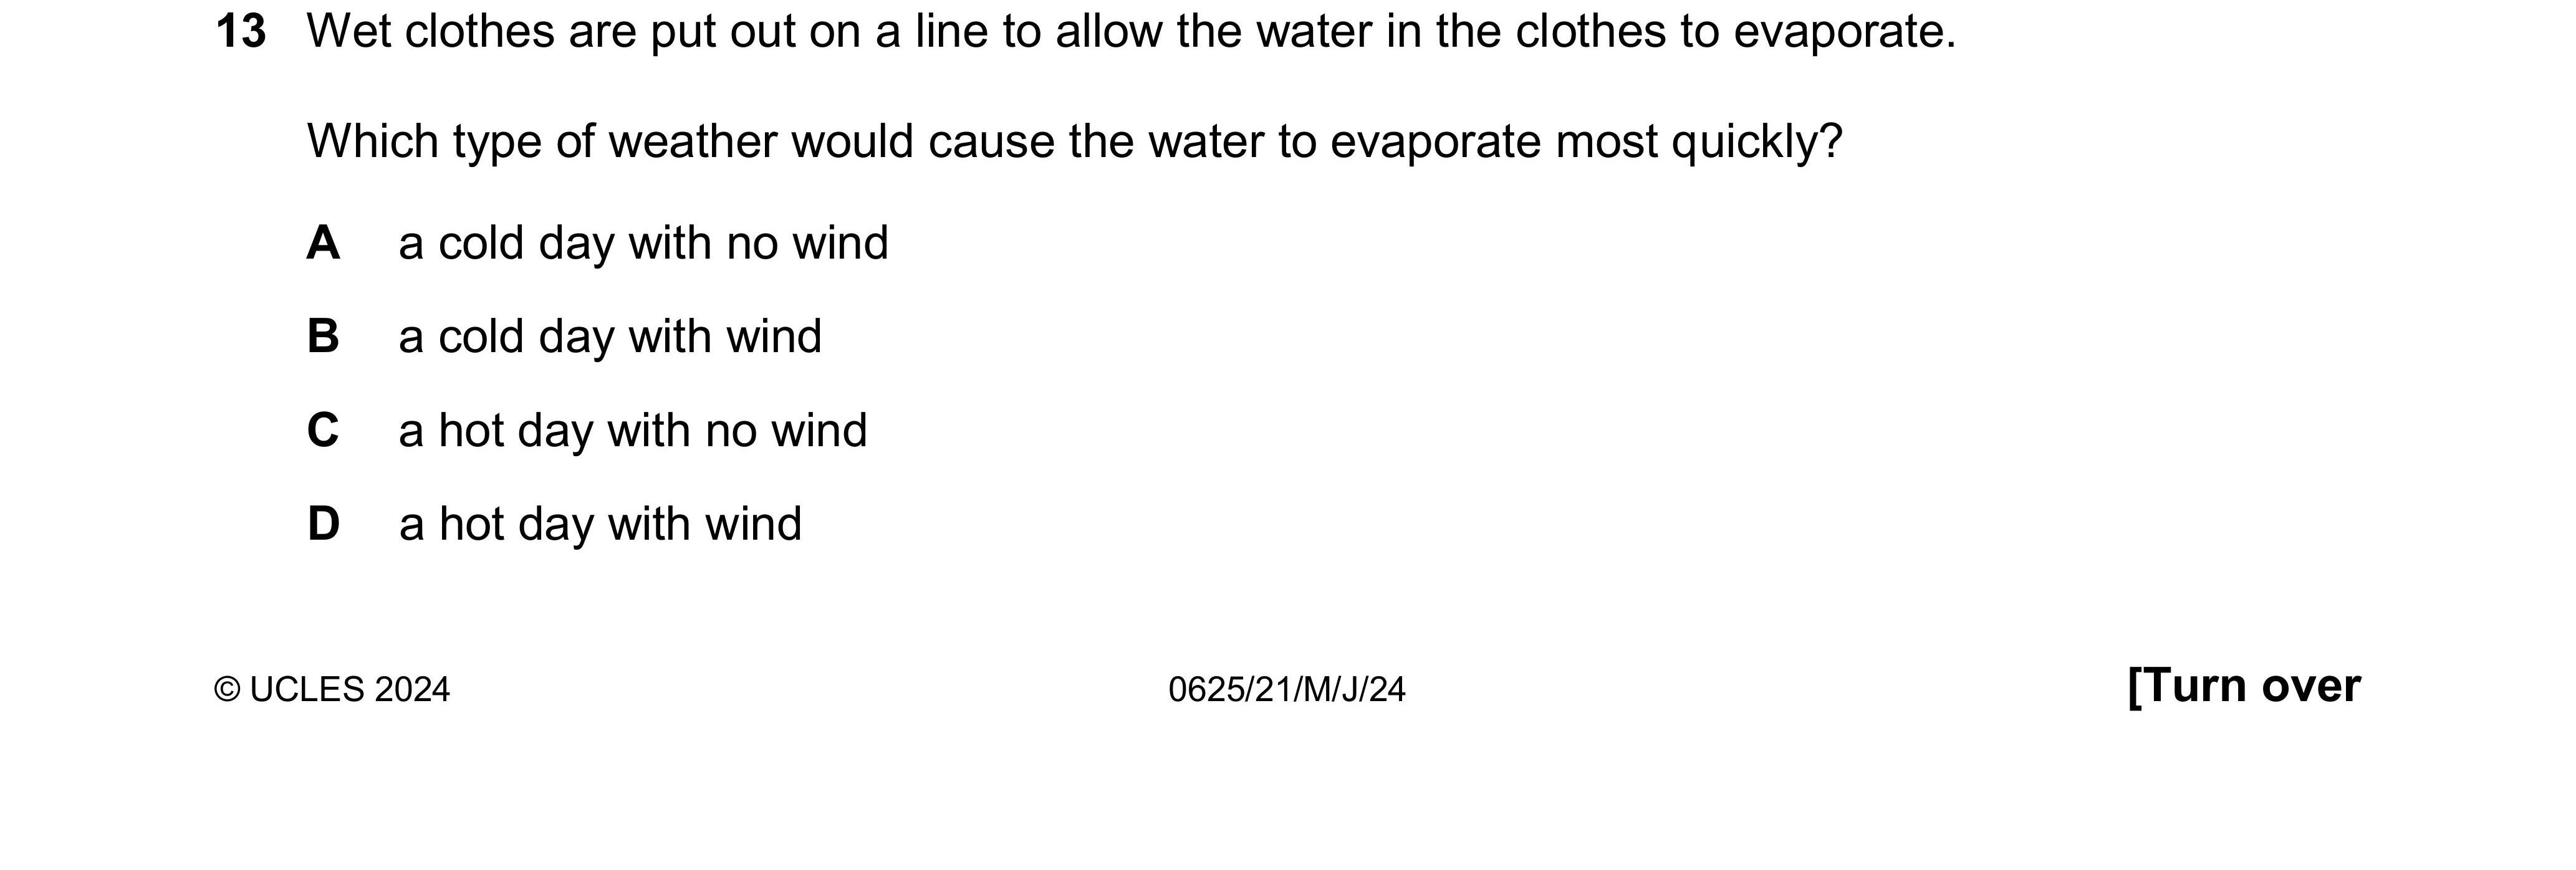 13 Wet clothes are put out on a line to allow the water in the clothes to evaporate.
Which type of weather would cause the water to evaporate most quickly?
A a cold day with no wind
B a cold day with wind
C a hot day with no wind
D a hot day with wind
© UCLES 2024 0625/21/M/J/24 [Turn over